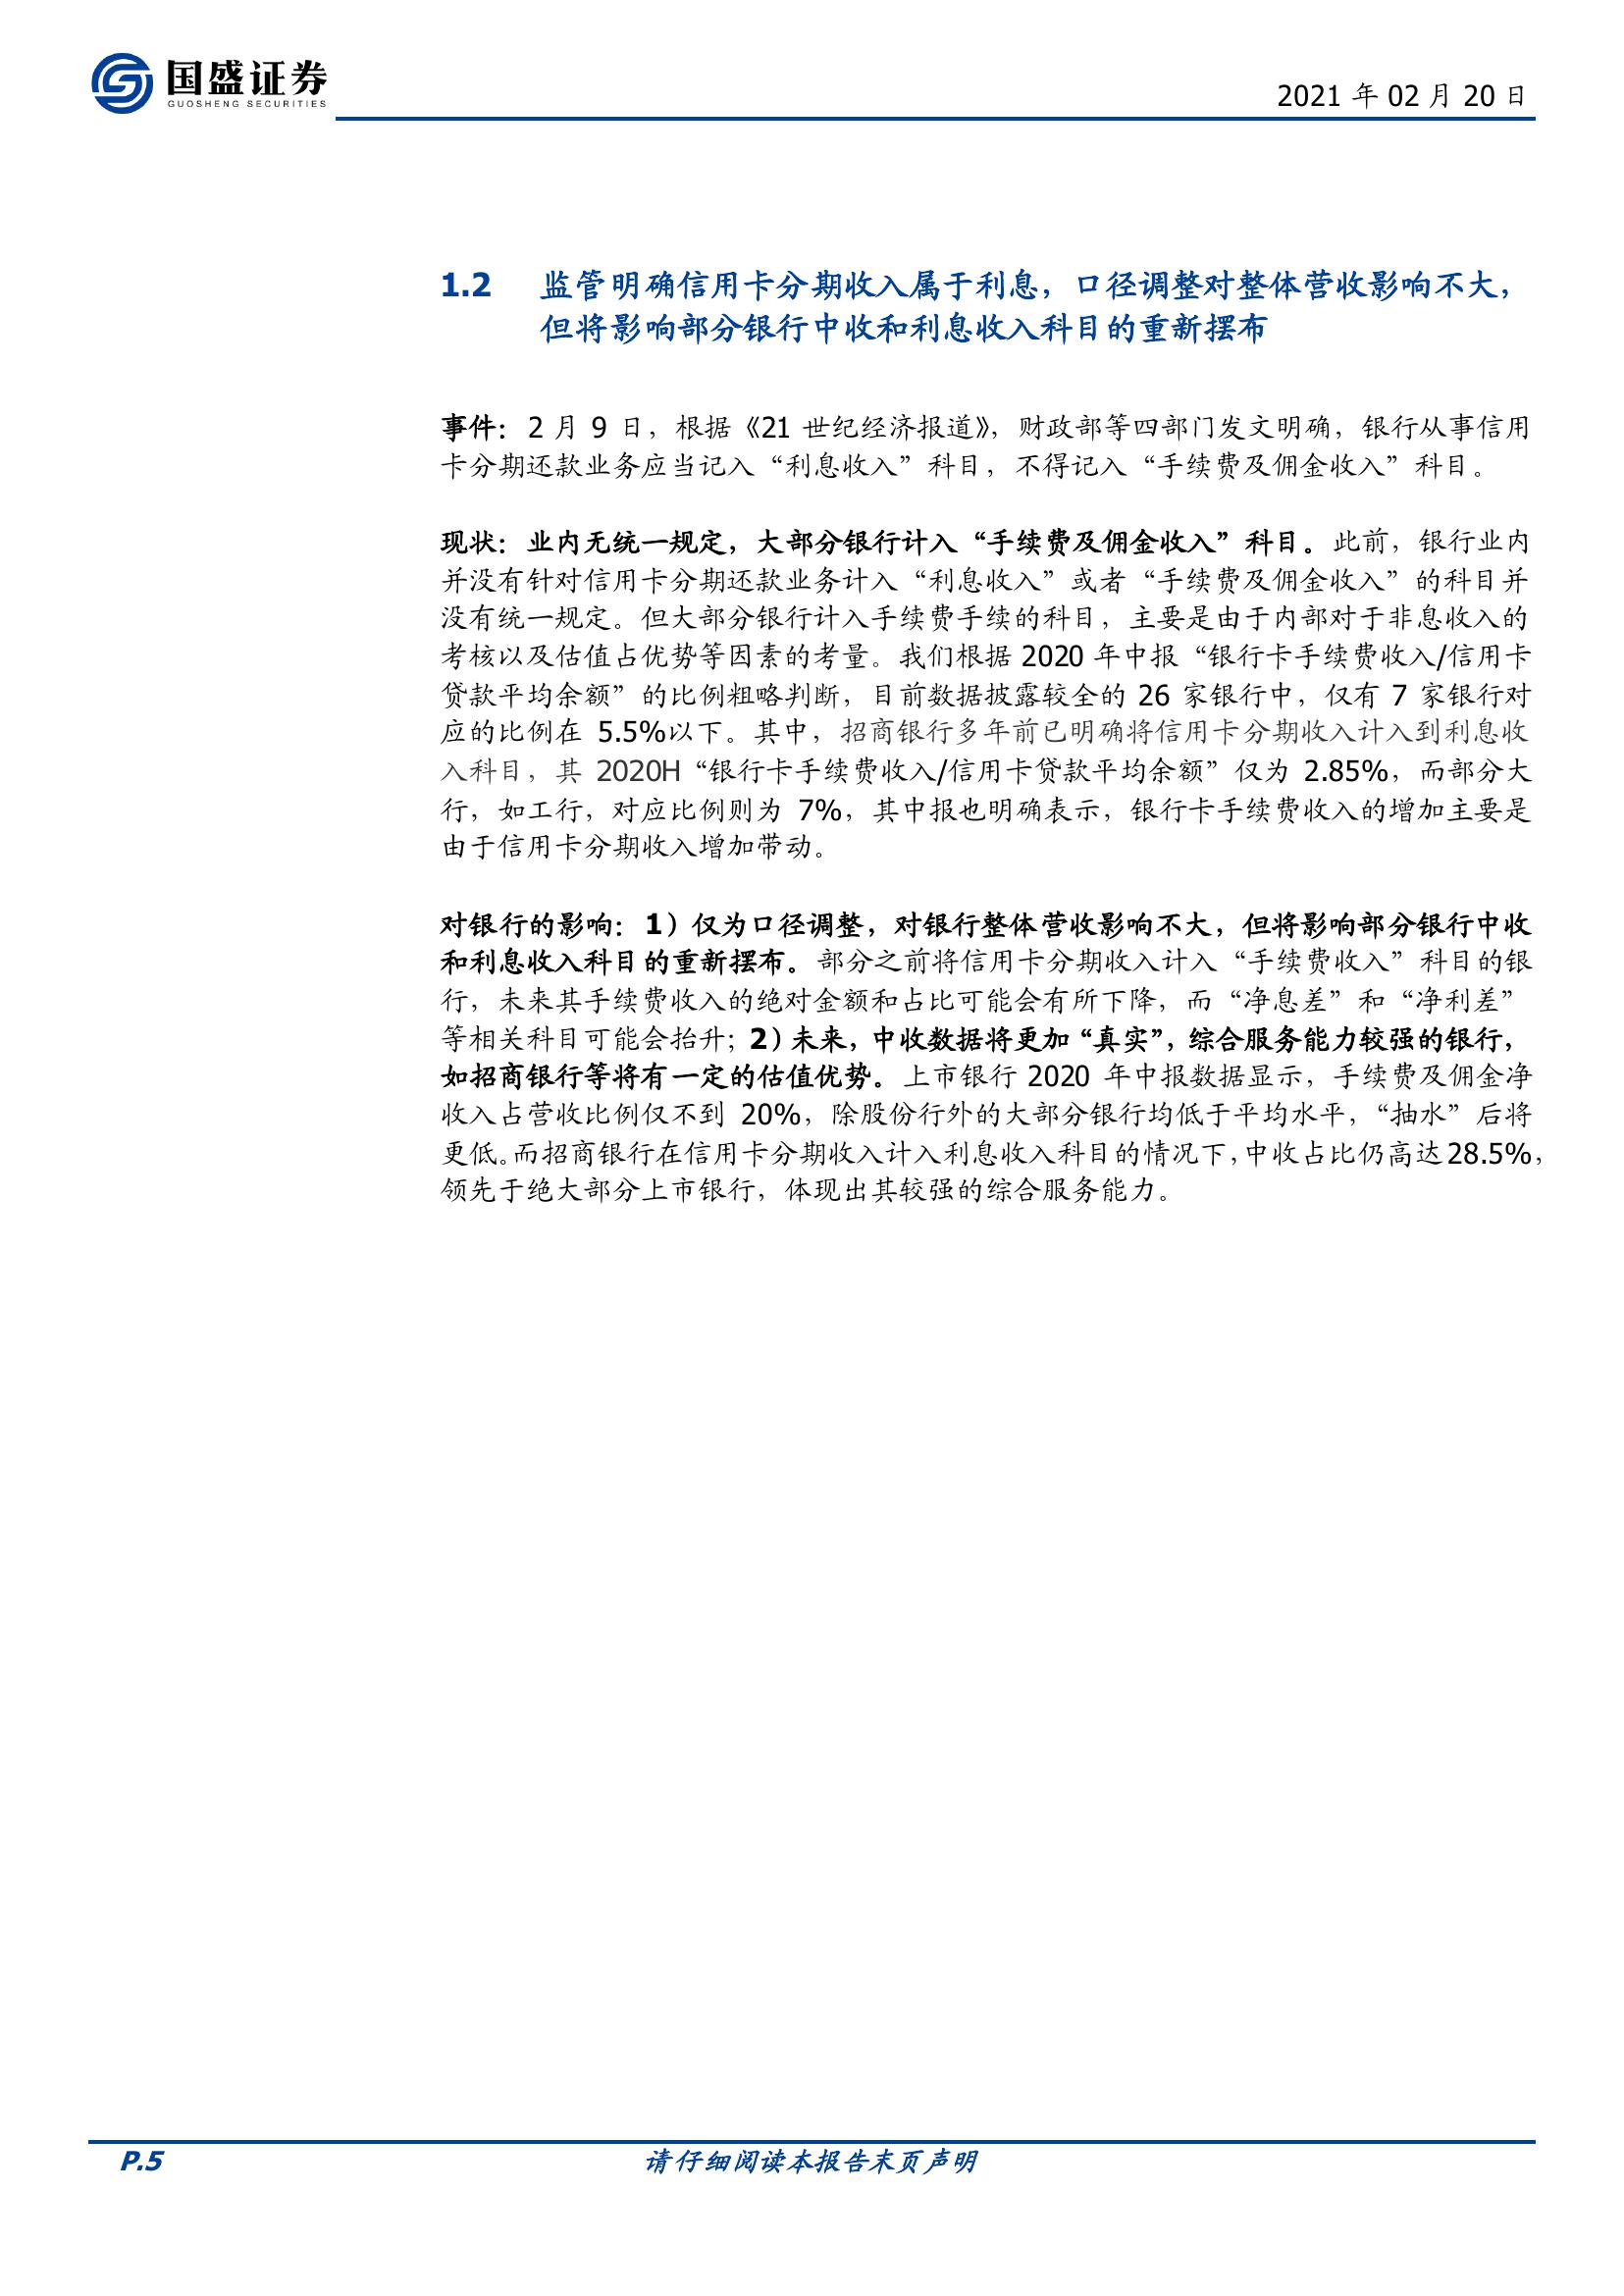 国盛证券
GUOSHENG SECURITIES
2021 年 02 月 20 日
1.2 监管明确信用卡分期收入属于利息，口径调整对整体营收影响不大，
但将影响部分银行中收和利息收入科目的重新摆布
事件：2 月 9 日，根据《21 世纪经济报道》，财政部等四部门发文明确，银行从事信用
卡分期还款业务应当记入“利息收入”科目，不得记入“手续费及佣金收入”科目。
现状：业内无统一规定，大部分银行计入“手续费及佣金收入”科目。此前，银行业内
并没有针对信用卡分期还款业务计入“利息收入”或者“手续费及佣金收入”的科目并
没有统一规定。但大部分银行计入手续费手续的科目，主要是由于内部对于非息收入的
考核以及估值占优势等因素的考量。我们根据 2020 年中报“银行卡手续费收入/信用卡
贷款平均余额”的比例粗略判断，目前数据披露较全的 26 家银行中，仅有 7 家银行对
应的比例在 5.5%以下。其中，招商银行多年前已明确将信用卡分期收入计入到利息收
入科目，其 2020H“银行卡手续费收入/信用卡贷款平均余额”仅为 2.85%，而部分大
行，如工行，对应比例则为 7%，其中报也明确表示，银行卡手续费收入的增加主要是
由于信用卡分期收入增加带动。
对银行的影响：1）仅为口径调整，对银行整体营收影响不大，但将影响部分银行中收
和利息收入科目的重新摆布。部分之前将信用卡分期收入计入“手续费收入”科目的银
行，未来其手续费收入的绝对金额和占比可能会有所下降，而“净息差”和“净利差”
等相关科目可能会抬升；2）未来，中收数据将更加“真实”，综合服务能力较强的银行，
如招商银行等将有一定的估值优势。上市银行 2020 年中报数据显示，手续费及佣金净
收入占营收比例仅不到 20%，除股份行外的大部分银行均低于平均水平，“抽水”后将
更低。而招商银行在信用卡分期收入计入利息收入科目的情况下，中收占比仍高达 28.5%，
领先于绝大部分上市银行，体现出其较强的综合服务能力。
P.5 请仔细阅读本报告末页声明